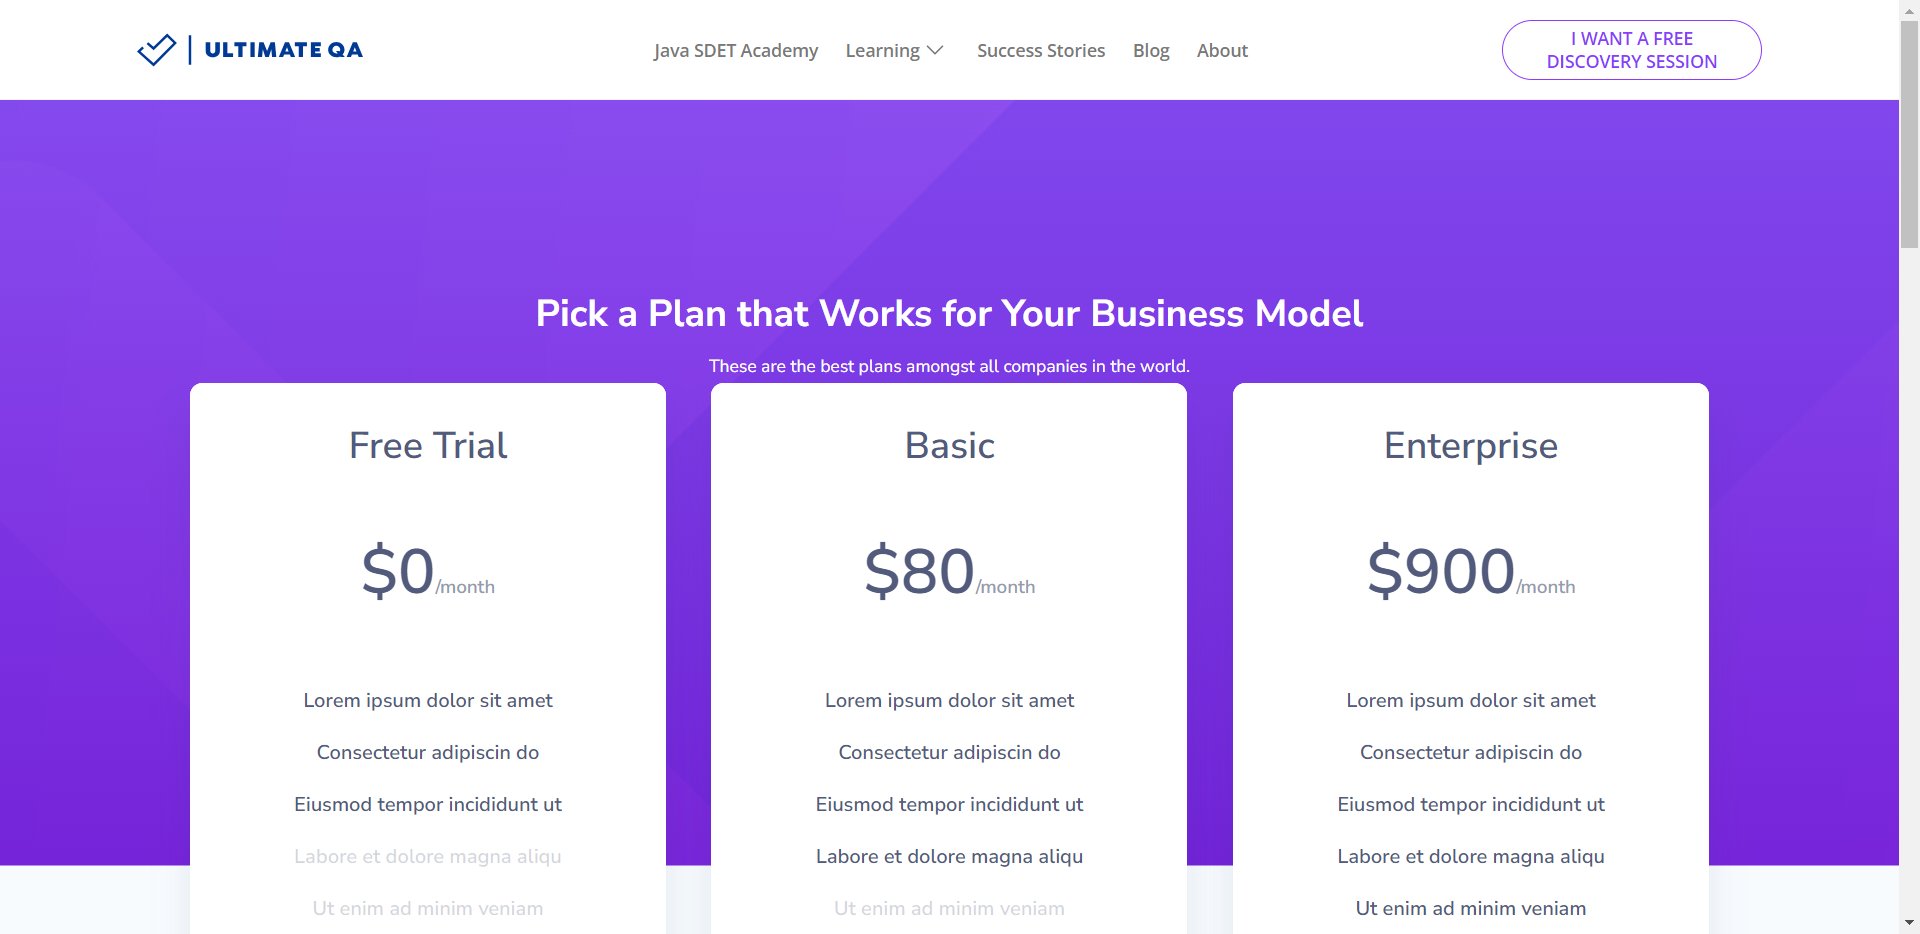 ULTIMATE QA
Java SDET Academy Learning Success Stories Blog About
I WANT A FREE
DISCOVERY SESSION
Pick a Plan that Works for Your Business Model
These are the best plans amongst all companies in the world.
Free Trial
$0/month
Lorem ipsum dolor sit amet
Consectetur adipiscin do
Eiusmod tempor incididunt ut
Labore et dolore magna aliqu
Ut enim ad minim veniam
Basic
$80/month
Lorem ipsum dolor sit amet
Consectetur adipiscin do
Eiusmod tempor incididunt ut
Labore et dolore magna aliqu
Ut enim ad minim veniam
Enterprise
$900/month
Lorem ipsum dolor sit amet
Consectetur adipiscin do
Eiusmod tempor incididunt ut
Labore et dolore magna aliqu
Ut enim ad minim veniam